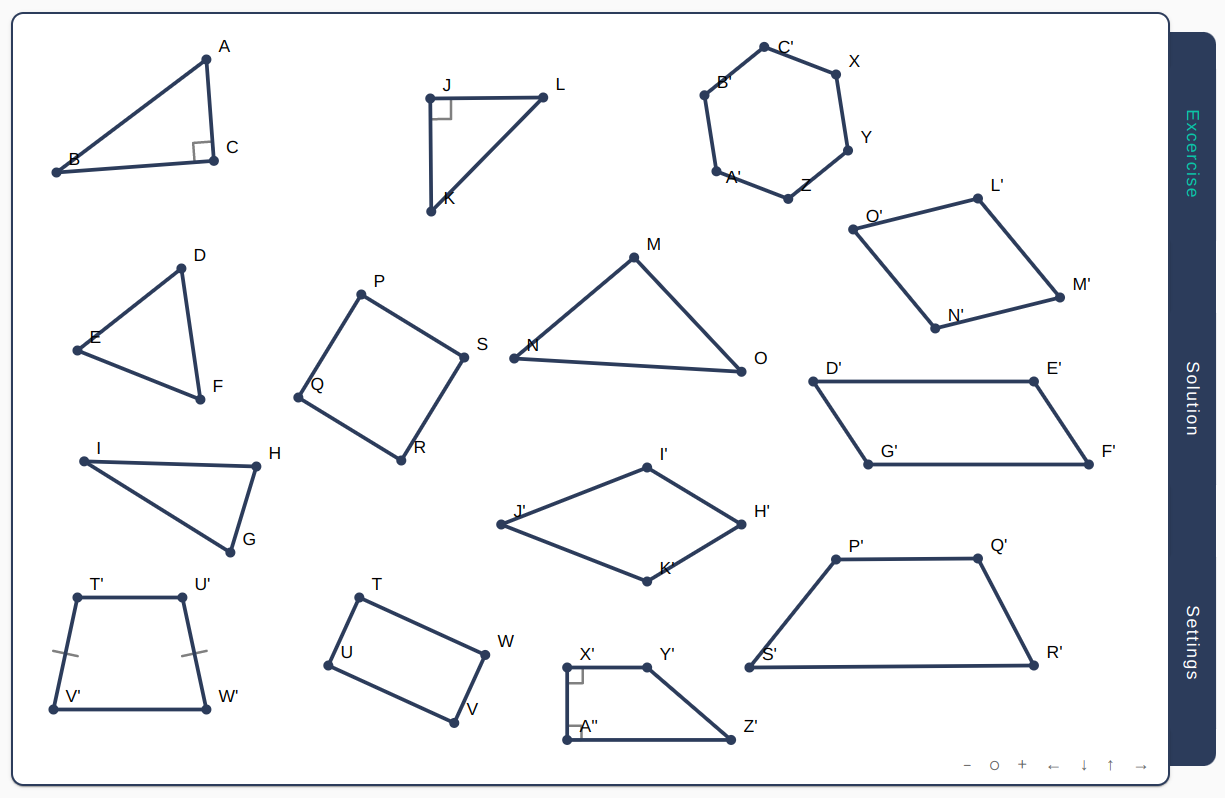 A
B
C
J
L
K
C'
X
B'
Y
A'
Z
L'
O'
M'
N'
D
E
F
P
S
Q
R
M
N
O
D'
E'
G'
F'
I
H
G
I'
J'
H'
K'
P'
Q'
S'
R'
T'
U'
V'
W'
T
U
W
V
X'
Y'
A''
Z'
Excercise
Solution
Settings
− o + ← ↓ ↑ →